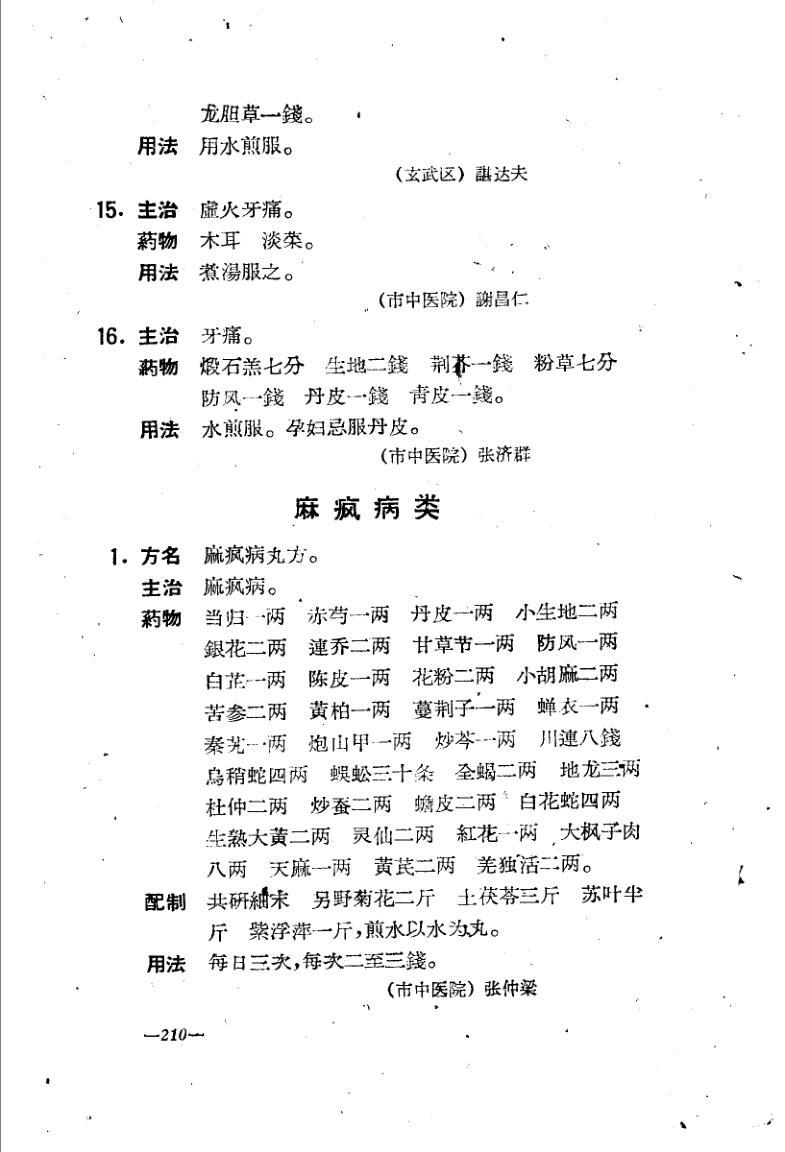 龙胆草一錢。
用法 用水煎服。
(玄武区) 諶达夫
15. 主治 虛火牙痛。
葯物 木耳 淡菜。
用法 煮湯服之。
(市中医院) 謝昌仁
16. 主治 牙痛。
葯物 煅石羔七分 生地二錢 荆芥一錢 粉草七分
防风一錢 丹皮一錢 青皮一錢。
用法 水煎服。孕妇忌服丹皮。
(市中医院) 张济群
麻疯病类
1. 方名 麻疯病丸方。
主治 麻疯病。
葯物 当归一两 赤芍一两 丹皮一两 小生地二两
銀花二两 連乔二两 甘草节一两 防风一两
白芷一两 陈皮一两 花粉二两 小胡麻二两
苦参二两 黃柏一两 蔓荆子一两 蝉衣一两
秦艽一两 炮山甲一两 炒芩一两 川連八錢
烏稍蛇四两 蜈蚣三十条 全蝎二两 地龙三两
杜仲二两 炒蚕二两 蟾皮二两 白花蛇四两
生熟大黃二两 灵仙二两 紅花一两 大枫子肉
八两 天麻一两 黃芪二两 羌独活二两。
配制 共研細末 另野菊花二斤 土茯苓三斤 苏叶半
斤 紫浮萍一斤,煎水以水为丸。
用法 每日三次,每次二至三錢。
(市中医院) 张仲梁
—210—